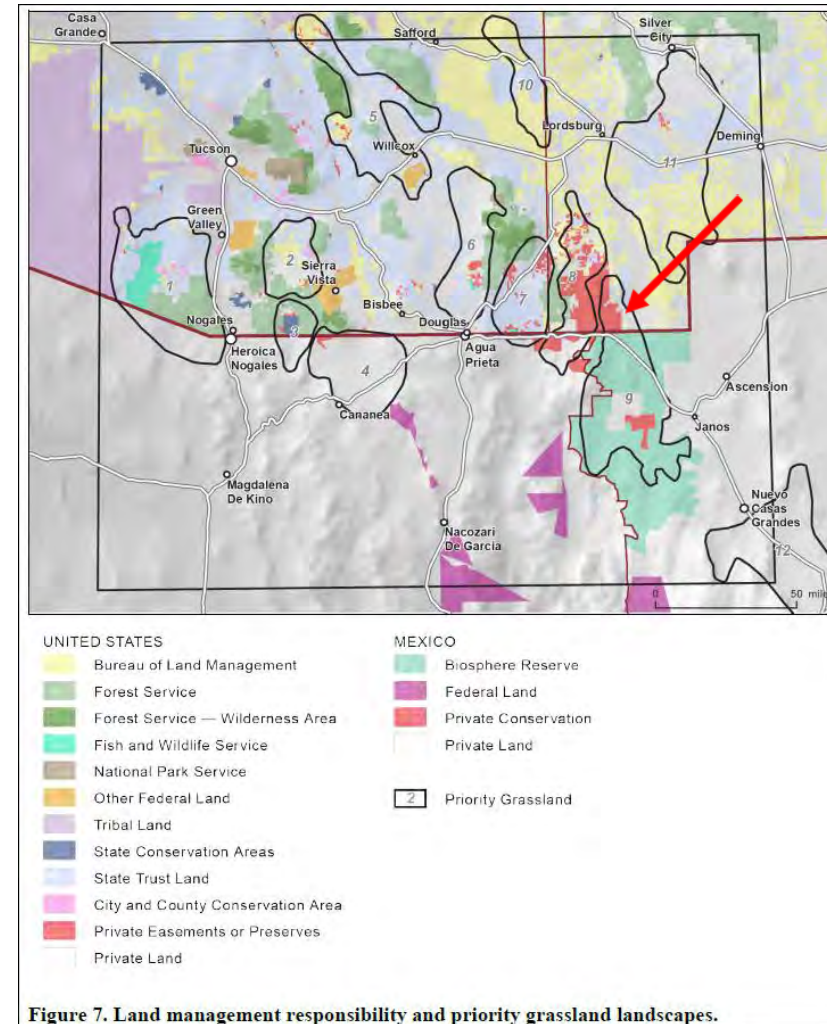 Casa
Grande
Safford
Silver
City
10
5
Willcox
Lordsburg
Deming
11
Tucson
Green
Valley
6
1
2
Sierra
Vista
8
7
Bisbee
Nogales
3
Douglas
Heroica
Nogales
Agua
Prieta
4
9
Ascension
Cananea
Janos
Magdalena
De Kino
Nuevo
Casas
Grandes
Nacozari
De Garcia
12
0
50 mile
UNITED STATES
Bureau of Land Management
Forest Service
Forest Service — Wilderness Area
Fish and Wildlife Service
National Park Service
Other Federal Land
Tribal Land
State Conservation Areas
State Trust Land
City and County Conservation Area
Private Easements or Preserves
Private Land
MEXICO
Biosphere Reserve
Federal Land
Private Conservation
Private Land
2 Priority Grassland
Figure 7. Land management responsibility and priority grassland landscapes.